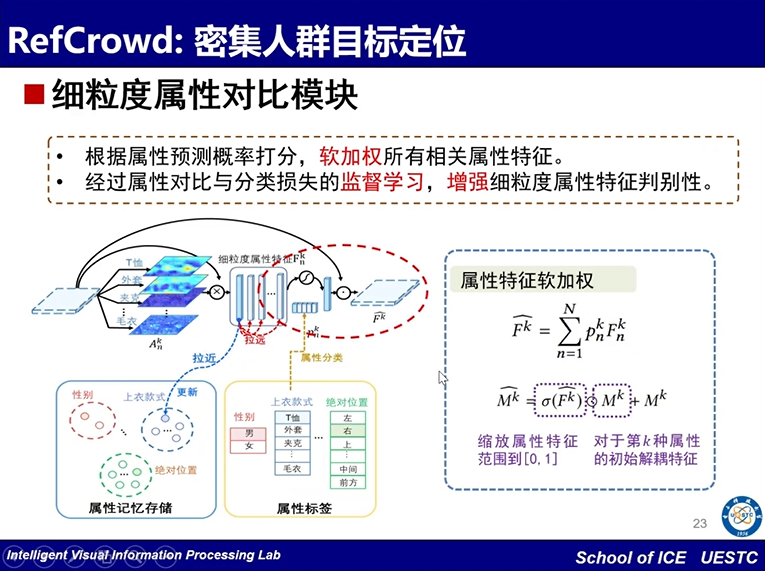 RefCrowd: 密集人群目标定位
细粒度属性对比模块
• 根据属性预测概率打分，软加权所有相关属性特征。
• 经过属性对比与分类损失的监督学习，增强细粒度属性特征判别性。
T恤
外套
夹克
⋮
毛衣
A_n^k
细粒度属性特征F_n^k
拉远
p_n^k
\widehat{F^k}
拉近
更新
属性分类
性别
上衣款式
绝对位置
属性记忆存储
性别
男
女
上衣款式
T恤
外套
夹克
⋮
毛衣
...
绝对位置
左
右
上
⋮
中间
前方
属性标签
属性特征软加权
\widehat{F^k} = \sum_{n=1}^{N} p_n^k F_n^k
\widehat{M^k} = σ(\widehat{F^k}) ⊙ M^k + M^k
缩放属性特征
范围到[0,1]
对于第k种属性
的初始解耦特征
23
UESTC
1956
Intelligent Visual Information Processing Lab
School of ICE UESTC